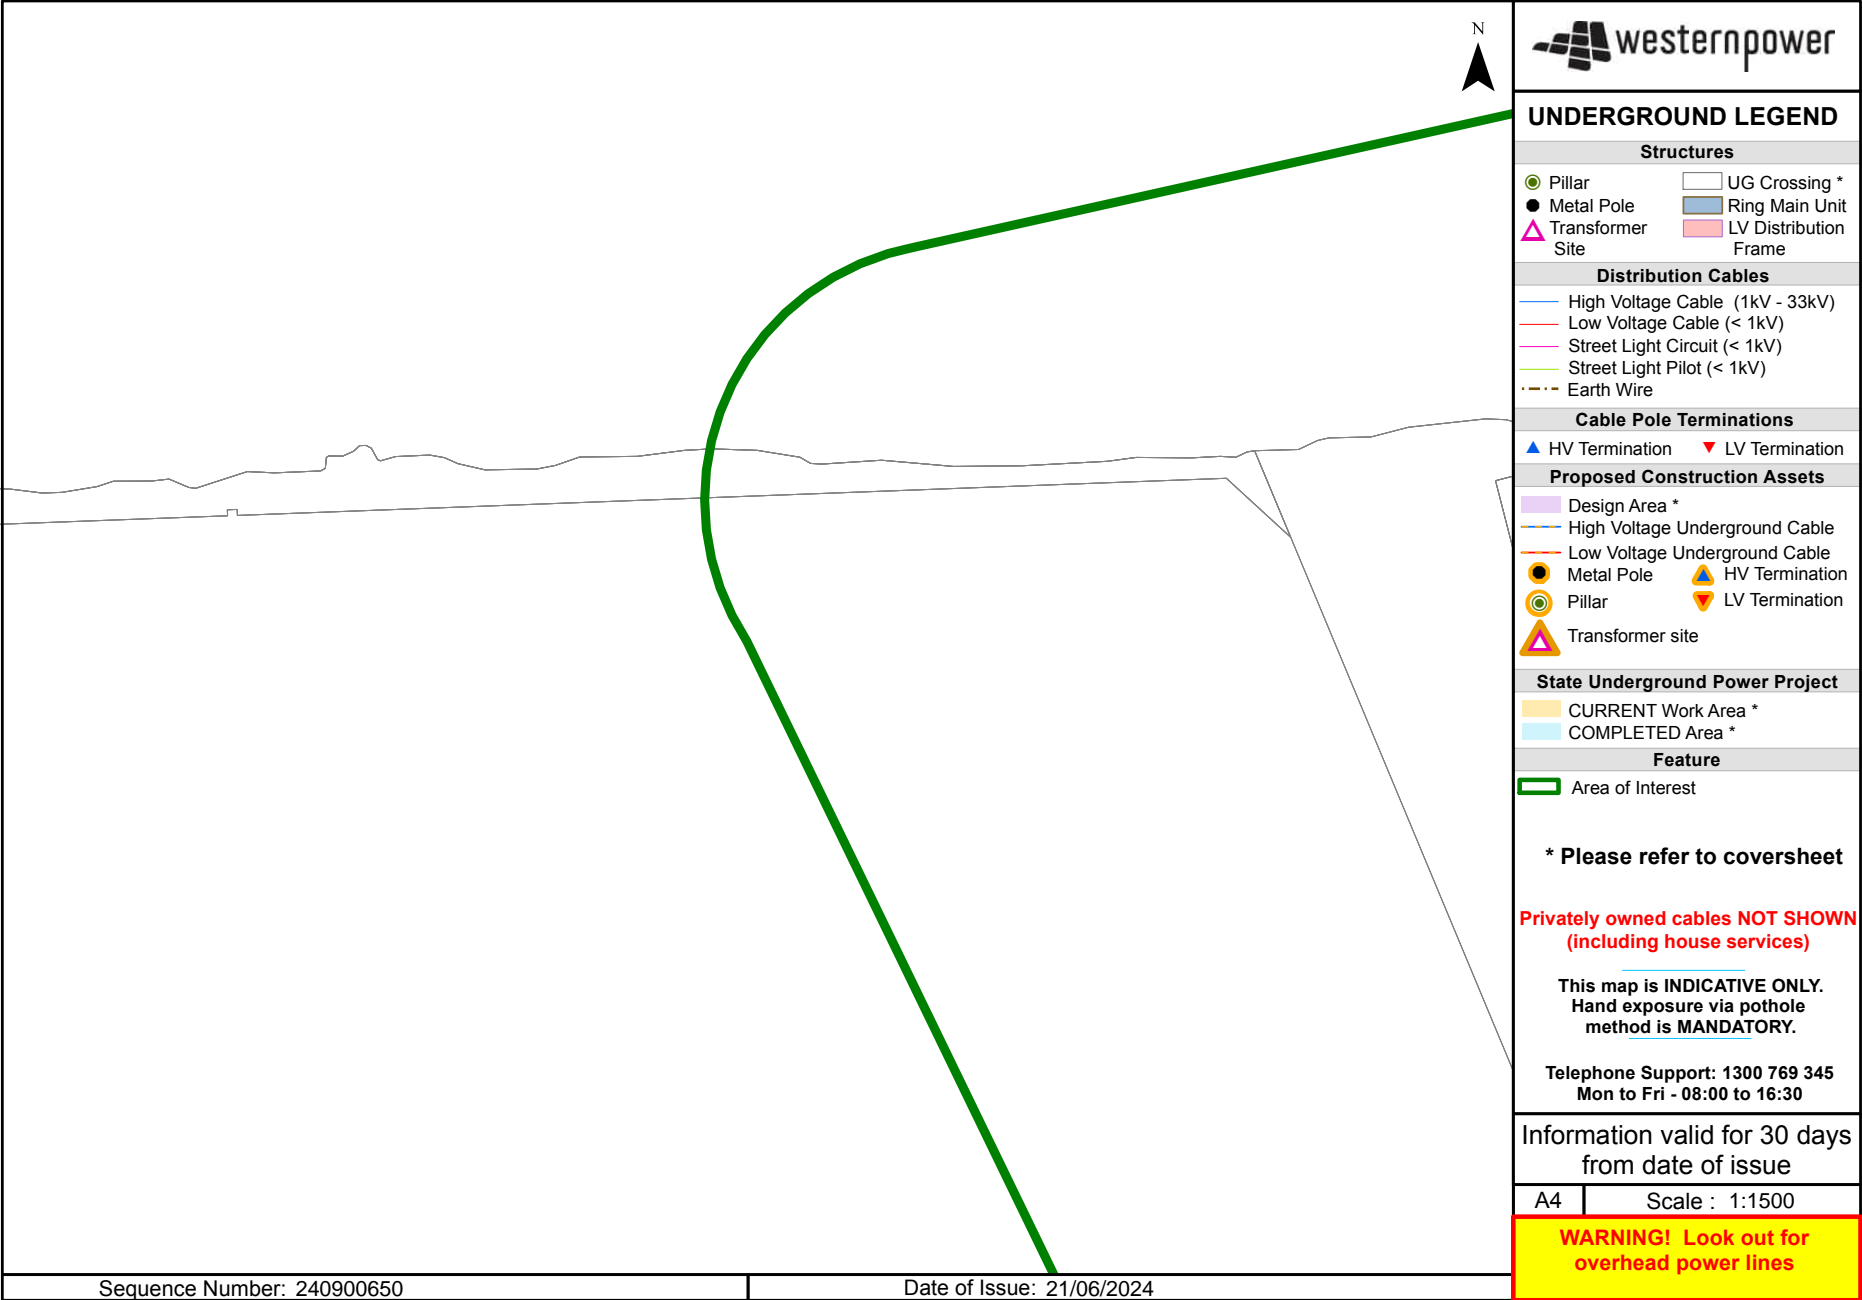 N
westernpower
UNDERGROUND LEGEND
Structures
Pillar
UG Crossing *
Metal Pole
Ring Main Unit
Transformer
Site
LV Distribution
Frame
Distribution Cables
High Voltage Cable (1kV - 33kV)
Low Voltage Cable (< 1kV)
Street Light Circuit (< 1kV)
Street Light Pilot (< 1kV)
Earth Wire
Cable Pole Terminations
HV Termination
LV Termination
Proposed Construction Assets
Design Area *
High Voltage Underground Cable
Low Voltage Underground Cable
Metal Pole
HV Termination
Pillar
LV Termination
Transformer site
State Underground Power Project
CURRENT Work Area *
COMPLETED Area *
Feature
Area of Interest
* Please refer to coversheet
Privately owned cables NOT SHOWN
(including house services)
This map is INDICATIVE ONLY.
Hand exposure via pothole
method is MANDATORY.
Telephone Support: 1300 769 345
Mon to Fri - 08:00 to 16:30
Information valid for 30 days
from date of issue
A4
Scale : 1:1500
WARNING! Look out for
overhead power lines
Sequence Number: 240900650
Date of Issue: 21/06/2024